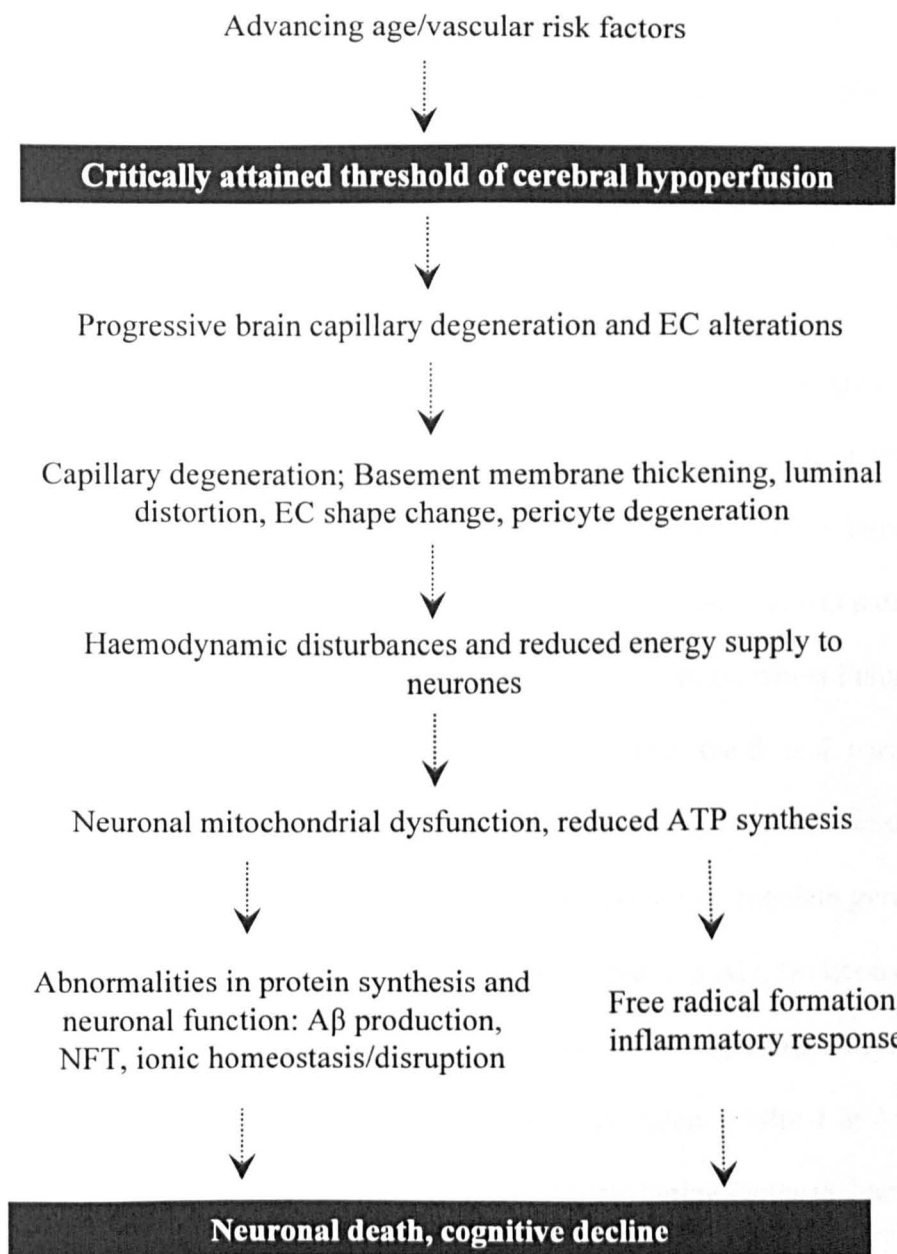 Advancing age/vascular risk factors
Critically attained threshold of cerebral hypoperfusion
Progressive brain capillary degeneration and EC alterations
Capillary degeneration; Basement membrane thickening, luminal
distortion, EC shape change, pericyte degeneration
Haemodynamic disturbances and reduced energy supply to
neurones
Neuronal mitochondrial dysfunction, reduced ATP synthesis
Abnormalities in protein synthesis and
neuronal function: Aβ production,
NFT, ionic homeostasis/disruption
Free radical formation
inflammatory response
Neuronal death, cognitive decline